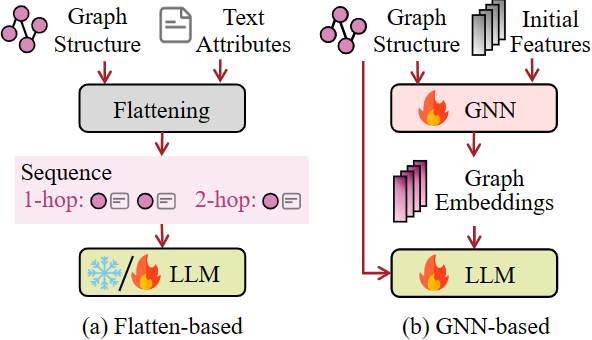 Graph
Structure
Text
Attributes
Flattening
Sequence
1-hop:
2-hop:
/
LLM
(a) Flatten-based
Graph
Structure
Initial
Features
GNN
Graph
Embeddings
LLM
(b) GNN-based